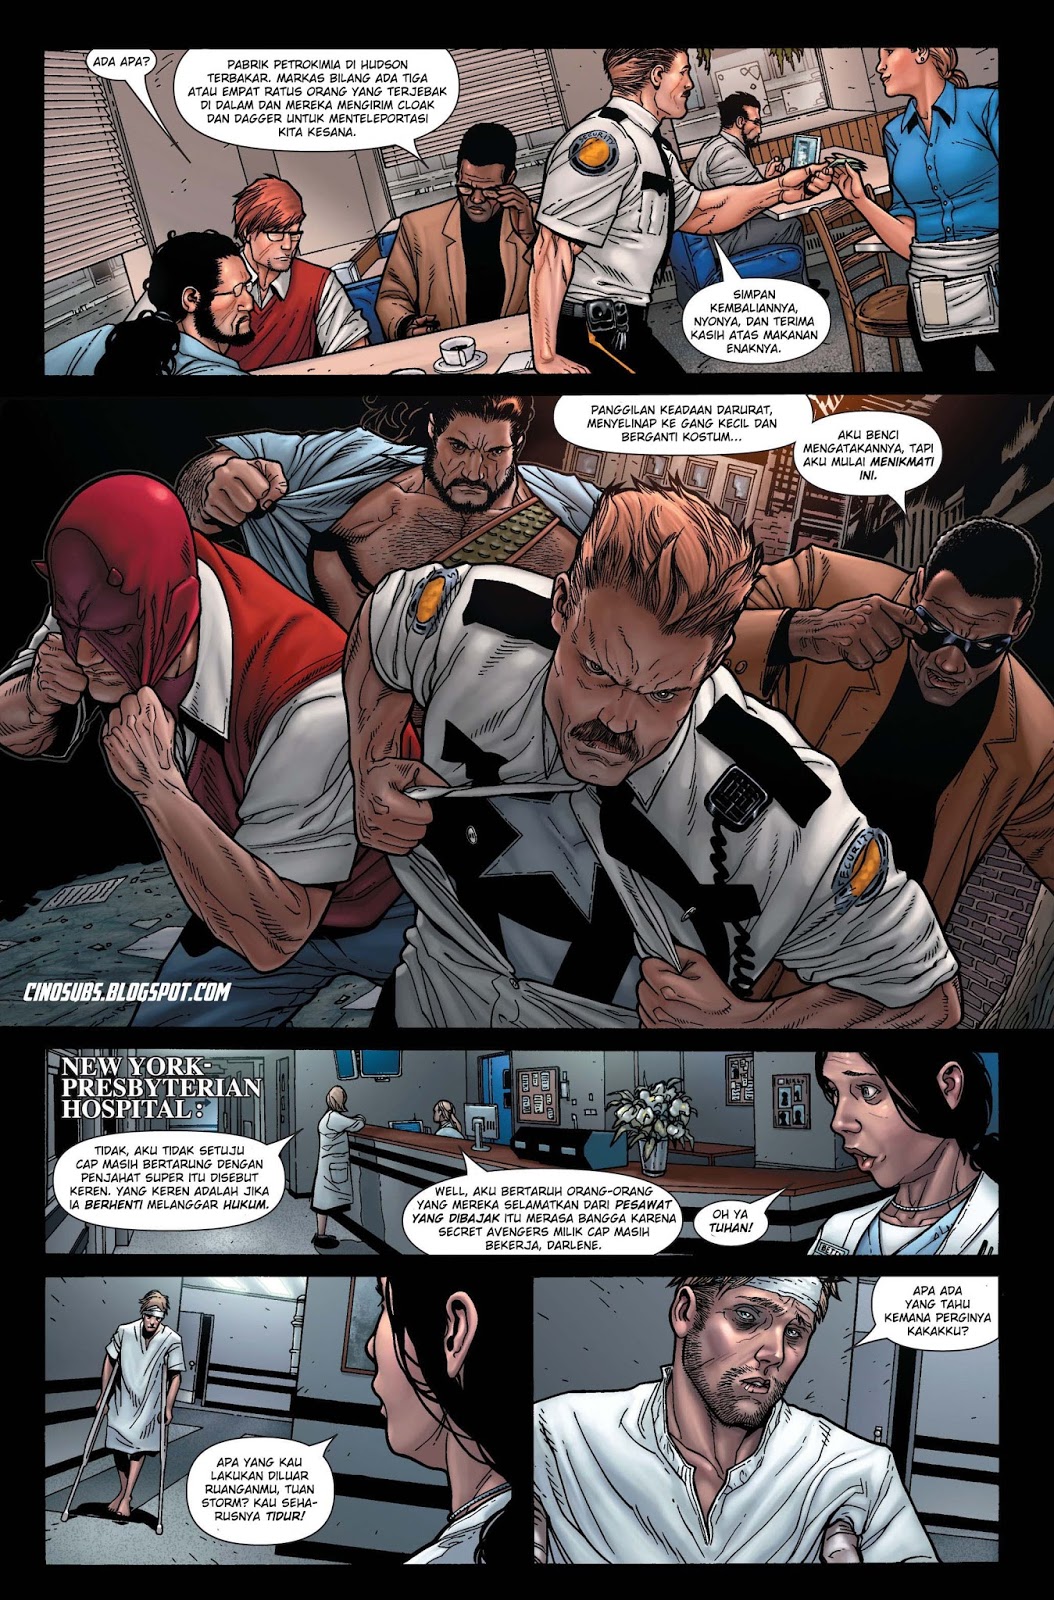 ADA APA?
PABRIK PETROKIMIA DI HUDSON
TERBAKAR. MARKAS BILANG ADA TIGA
ATAU EMPAT RATUS ORANG YANG TERJEBAK
DI DALAM DAN MEREKA MENGIRIM CLOAK
DAN DAGGER UNTUK MENTELEPORTASI
KITA KESANA.
SECURITY
SIMPAN
KEMBALIANNYA,
NYONYA, DAN TERIMA
KASIH ATAS MAKANAN
ENAKNYA.
PANGGILAN KEADAAN DARURAT,
MENYELINAP KE GANG KECIL DAN
BERGANTI KOSTUM...
AKU BENCI
MENGATAKANNYA, TAPI
AKU MULAI MENIKMATI
INI.
SECURITY
CINOSUBS.BLOGSPOT.COM
NEW YORK-
PRESBYTERIAN
HOSPITAL:
TIDAK, AKU TIDAK SETUJU
CAP MASIH BERTARUNG DENGAN
PENJAHAT SUPER ITU DISEBUT
KEREN. YANG KEREN ADALAH JIKA
IA BERHENTI MELANGGAR HUKUM.
WELL, AKU BERTARUH ORANG-ORANG
YANG MEREKA SELAMATKAN DARI PESAWAT
YANG DIBAJAK ITU MERASA BANGGA KARENA
SECRET AVENGERS MILIK CAP MASIH
BEKERJA, DARLENE.
OH YA
TUHAN!
APA YANG KAU
LAKUKAN DILUAR
RUANGANMU, TUAN
STORM? KAU SEHA-
RUSNYA TIDUR!
APA ADA
YANG TAHU
KEMANA PERGINYA
KAKAKKU?